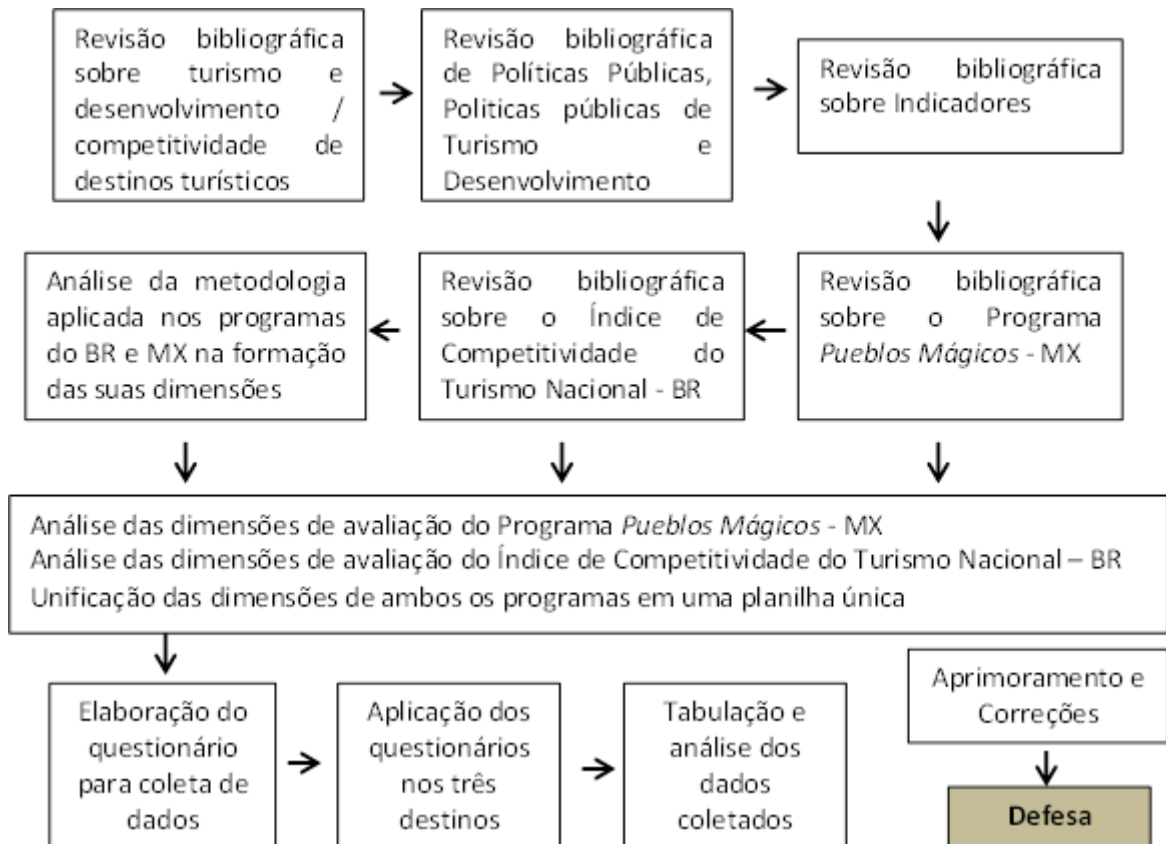 Revisão bibliográfica
sobre turismo e
desenvolvimento /
competitividade de
destinos turísticos
Revisão bibliográfica
de Políticas Públicas,
Politicas públicas de
Turismo e
Desenvolvimento
Revisão bibliográfica
sobre Indicadores
Análise da metodologia
aplicada nos programas
do BR e MX na formação
das suas dimensões
Revisão bibliográfica
sobre o Índice de
Competitividade do
Turismo Nacional - BR
Revisão bibliográfica
sobre o Programa
Pueblos Mágicos - MX
Análise das dimensões de avaliação do Programa Pueblos Mágicos - MX
Análise das dimensões de avaliação do Índice de Competitividade do Turismo Nacional – BR
Unificação das dimensões de ambos os programas em uma planilha única
Elaboração do
questionário
para coleta de
dados
Aplicação dos
questionários
nos três
destinos
Tabulação e
análise dos
dados
coletados
Aprimoramento e
Correções
Defesa